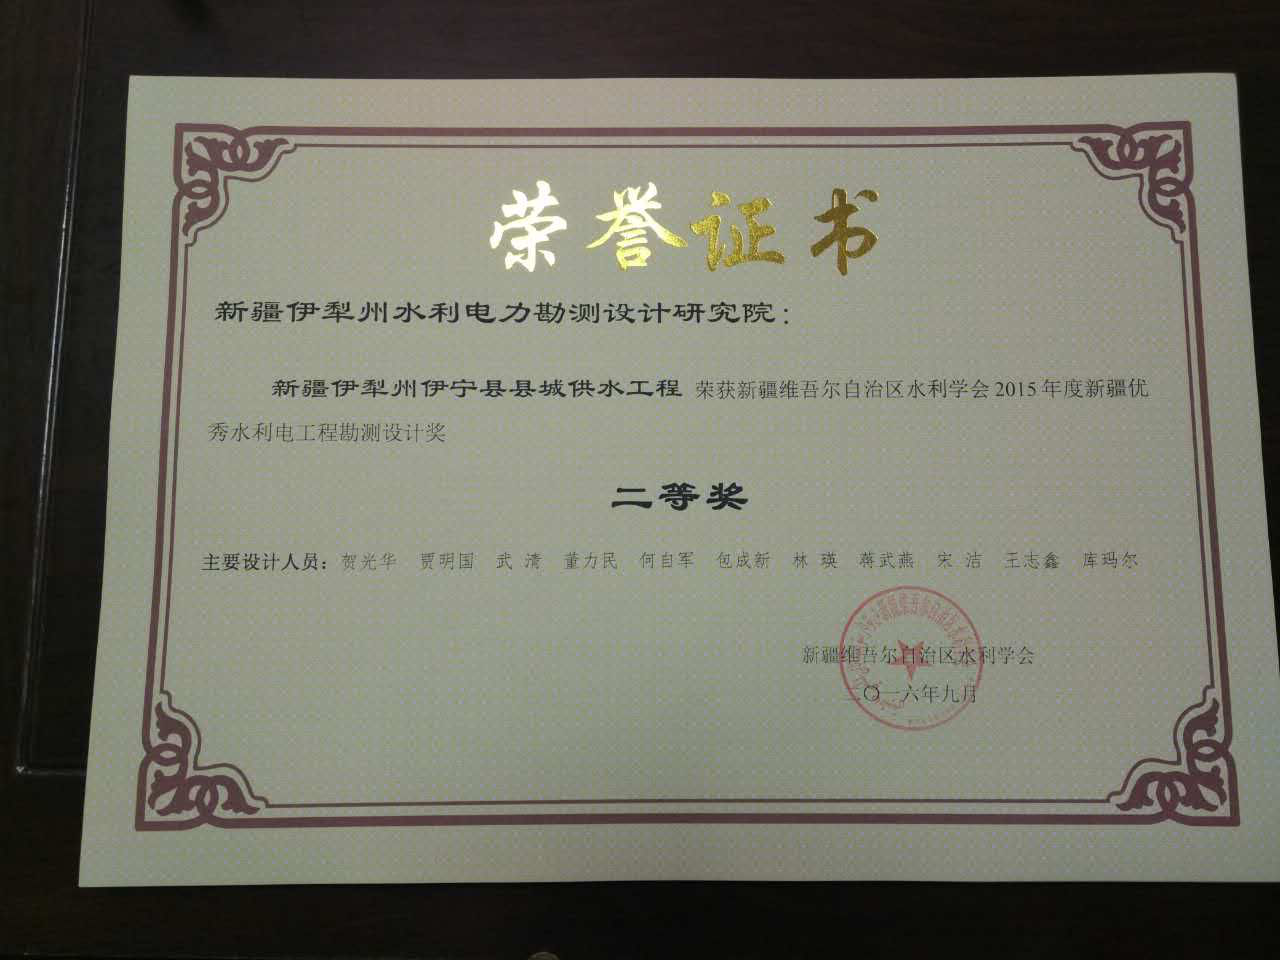 荣誉证书
新疆伊犁州水利电力勘测设计研究院：
新疆伊犁州伊宁县县城供水工程 荣获新疆维吾尔自治区水利学会 2015 年度新疆优
秀水利电工程勘测设计奖
二等奖
主要设计人员：贺光华 贾明国 武 清 董力民 何自军 包成新 林 瑛 蒋武燕 宋 洁 王志鑫 库玛尔
新疆维吾尔自治区水利学会
二〇一六年九月